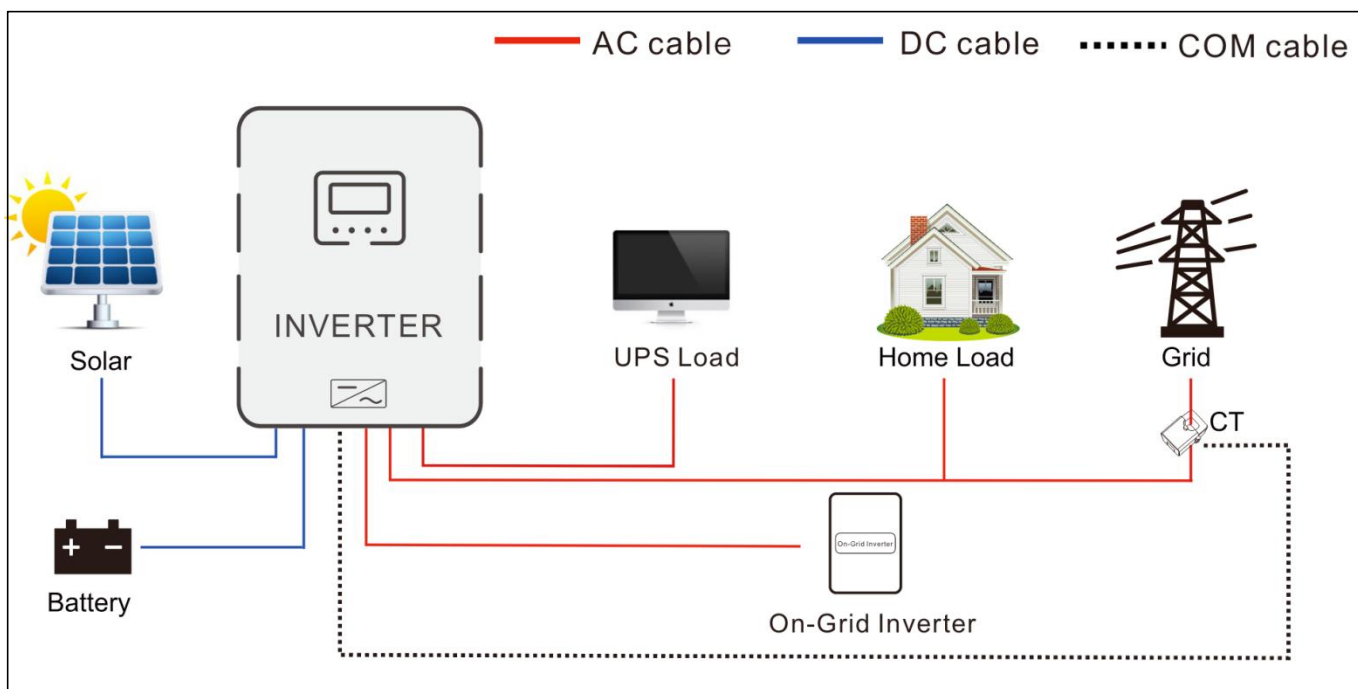 AC cable
DC cable
COM cable
INVERTER
Solar
UPS Load
Home Load
Grid
CT
Battery
On-Grid Inverter
On-Grid Inverter